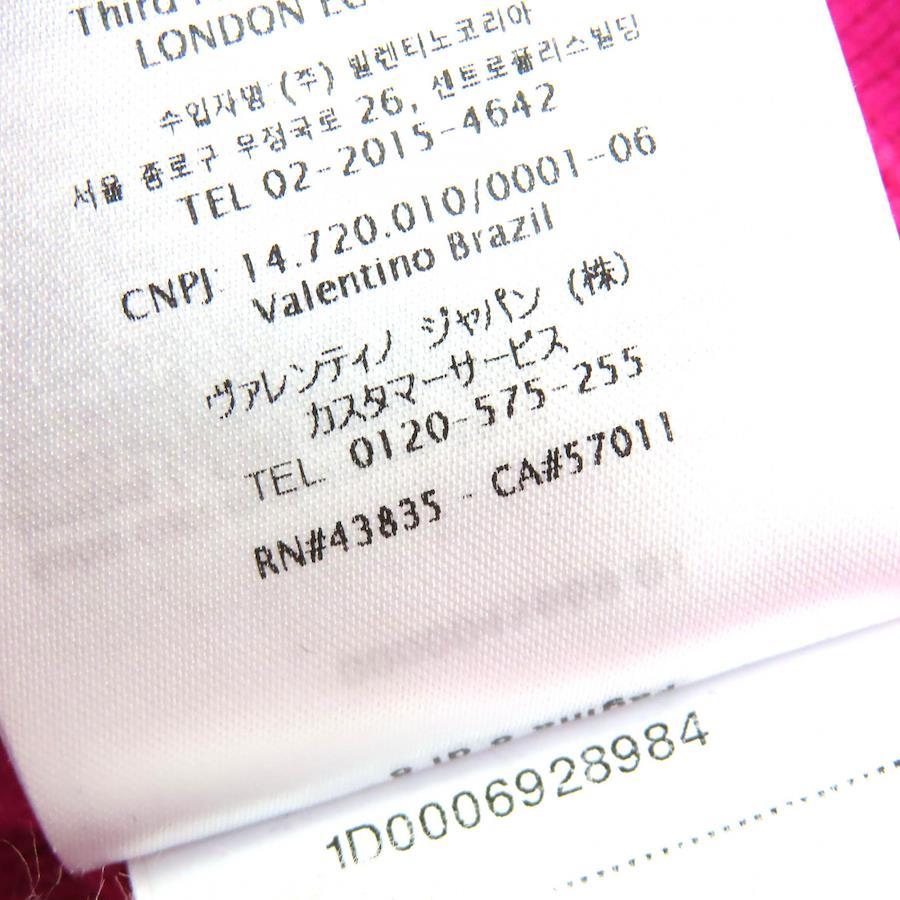 Third
LONDON
수입자명 (주) 발렌티노코리아
서울 종로구 우정국로 26, 센트로폴리스빌딩
TEL 02-2015-4642
CNPJ: 14.720.010/0001-06
Valentino Brazil
ヴァレンティノ ジャパン (株)
カスタマーサービス
TEL. 0120-575-255
RN#43835 - CA#57011
1D0006928984